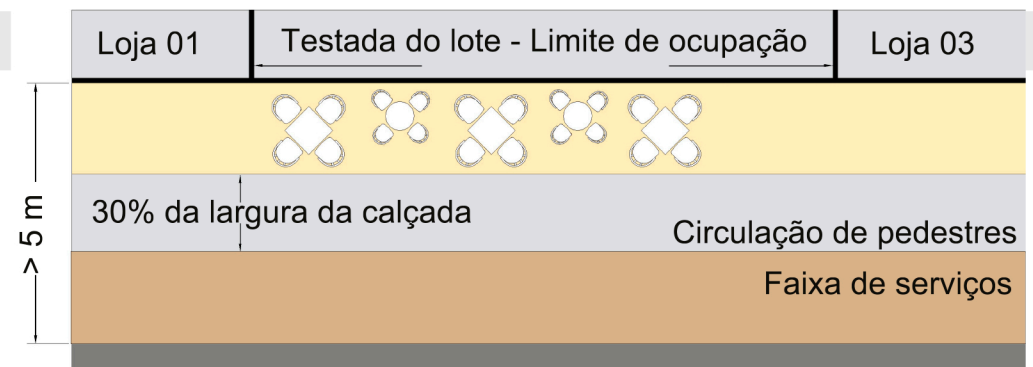 Loja 01
Testada do lote - Limite de ocupação
Loja 03
> 5 m
30% da largura da calçada
Circulação de pedestres
Faixa de serviços